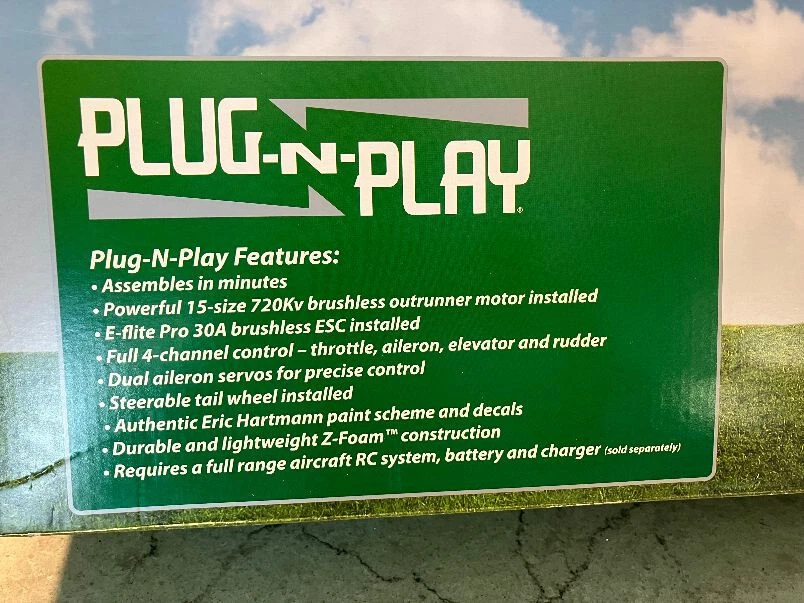 PLUG-N-PLAY®
Plug-N-Play Features:
• Assembles in minutes
• Powerful 15-size 720Kv brushless outrunner motor installed
• E-flite Pro 30A brushless ESC installed
• Full 4-channel control – throttle, aileron, elevator and rudder
• Dual aileron servos for precise control
• Steerable tail wheel installed
• Authentic Eric Hartmann paint scheme and decals
• Durable and lightweight Z-Foam™ construction
• Requires a full range aircraft RC system, battery and charger (sold separately)